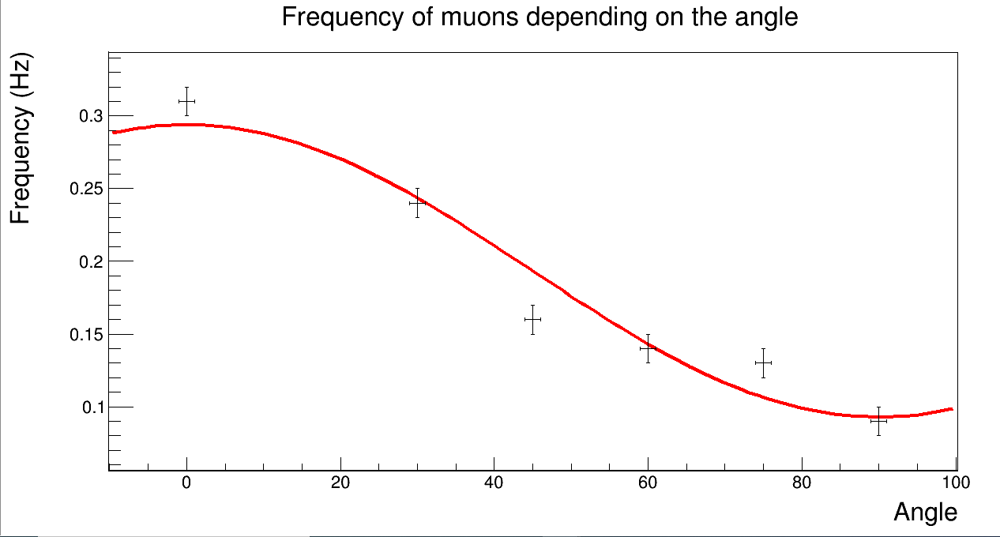 Frequency of muons depending on the angle
Frequency (Hz)
0.3
0.25
0.2
0.15
0.1
0 20 40 60 80 100
Angle